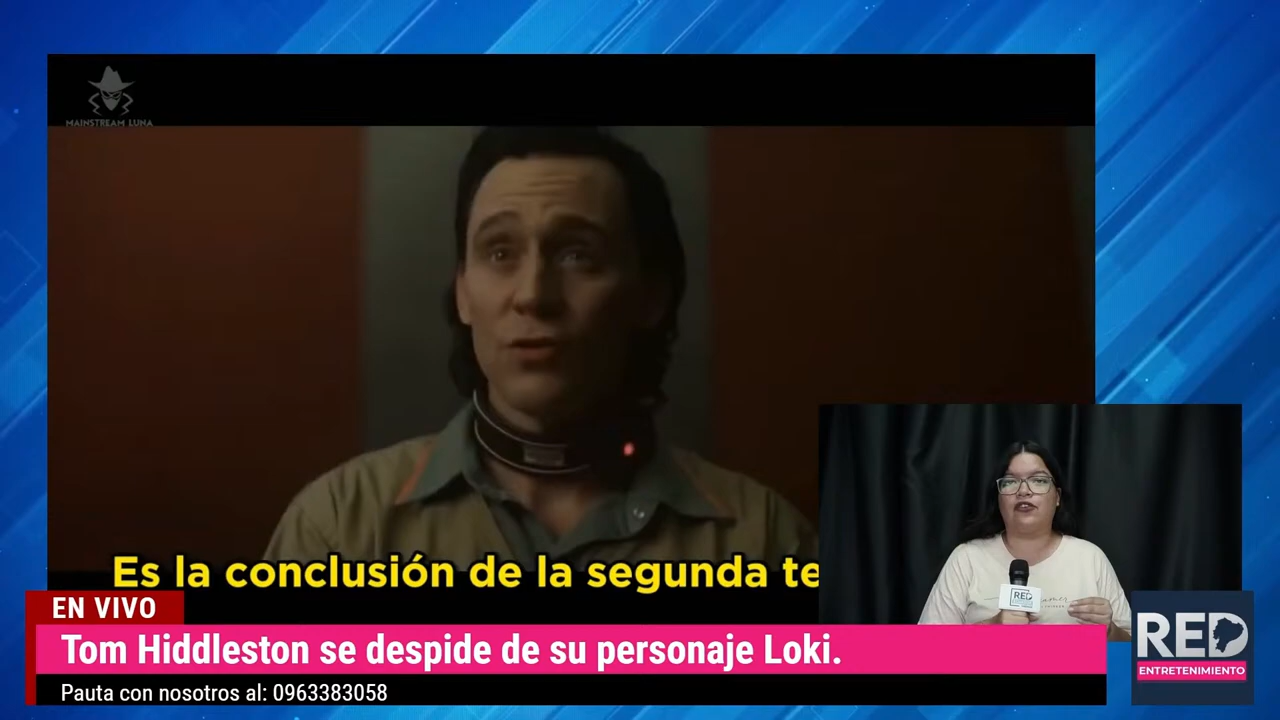 MAINSTREAM LUNA
Es la conclusión de la segunda te
EN VIVO
Tom Hiddleston se despide de su personaje Loki.
Pauta con nosotros al: 0963383058
RED
RED
ENTRETENIMIENTO